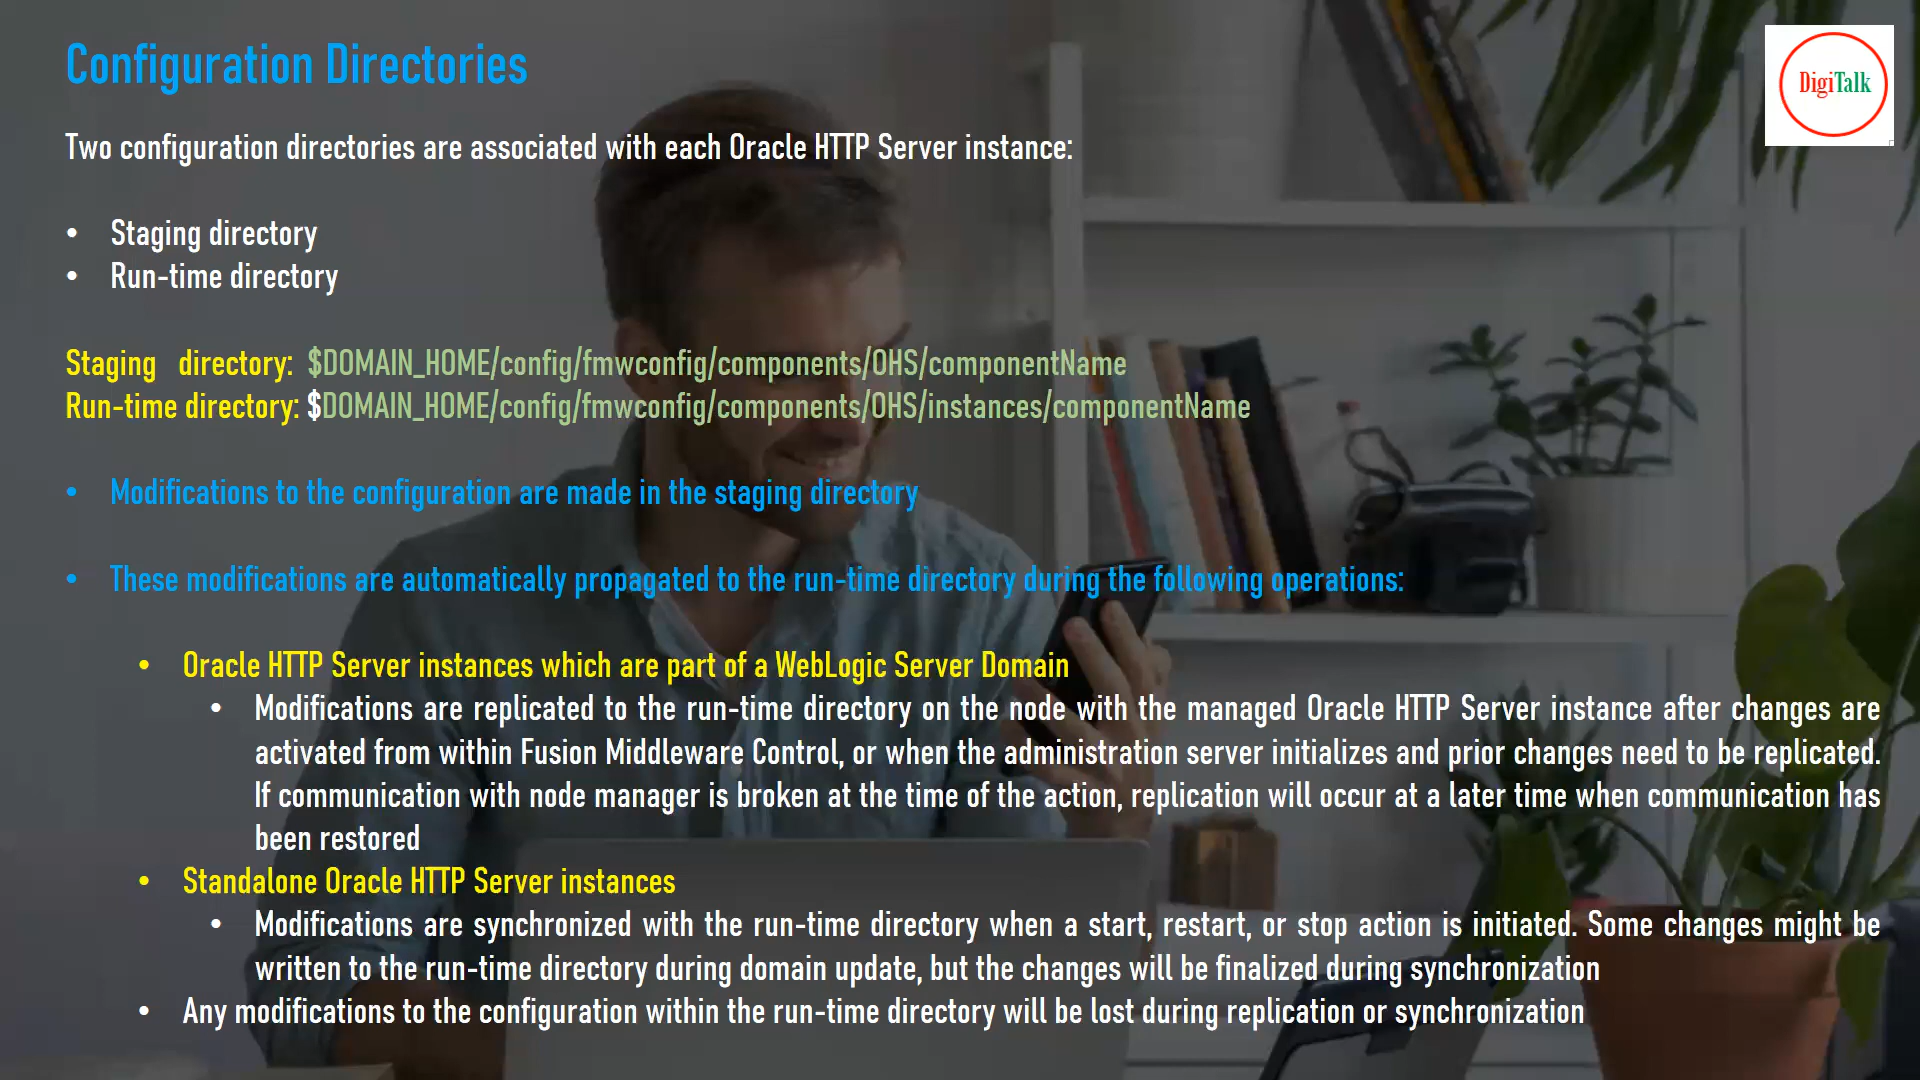 Configuration Directories
DigiTalk
Two configuration directories are associated with each Oracle HTTP Server instance:
• Staging directory
• Run-time directory
Staging directory: $DOMAIN_HOME/config/fmwconfig/components/OHS/componentName
Run-time directory: $DOMAIN_HOME/config/fmwconfig/components/OHS/instances/componentName
• Modifications to the configuration are made in the staging directory
• These modifications are automatically propagated to the run-time directory during the following operations:
• Oracle HTTP Server instances which are part of a WebLogic Server Domain
• Modifications are replicated to the run-time directory on the node with the managed Oracle HTTP Server instance after changes are
activated from within Fusion Middleware Control, or when the administration server initializes and prior changes need to be replicated.
If communication with node manager is broken at the time of the action, replication will occur at a later time when communication has
been restored
• Standalone Oracle HTTP Server instances
• Modifications are synchronized with the run-time directory when a start, restart, or stop action is initiated. Some changes might be
written to the run-time directory during domain update, but the changes will be finalized during synchronization
• Any modifications to the configuration within the run-time directory will be lost during replication or synchronization